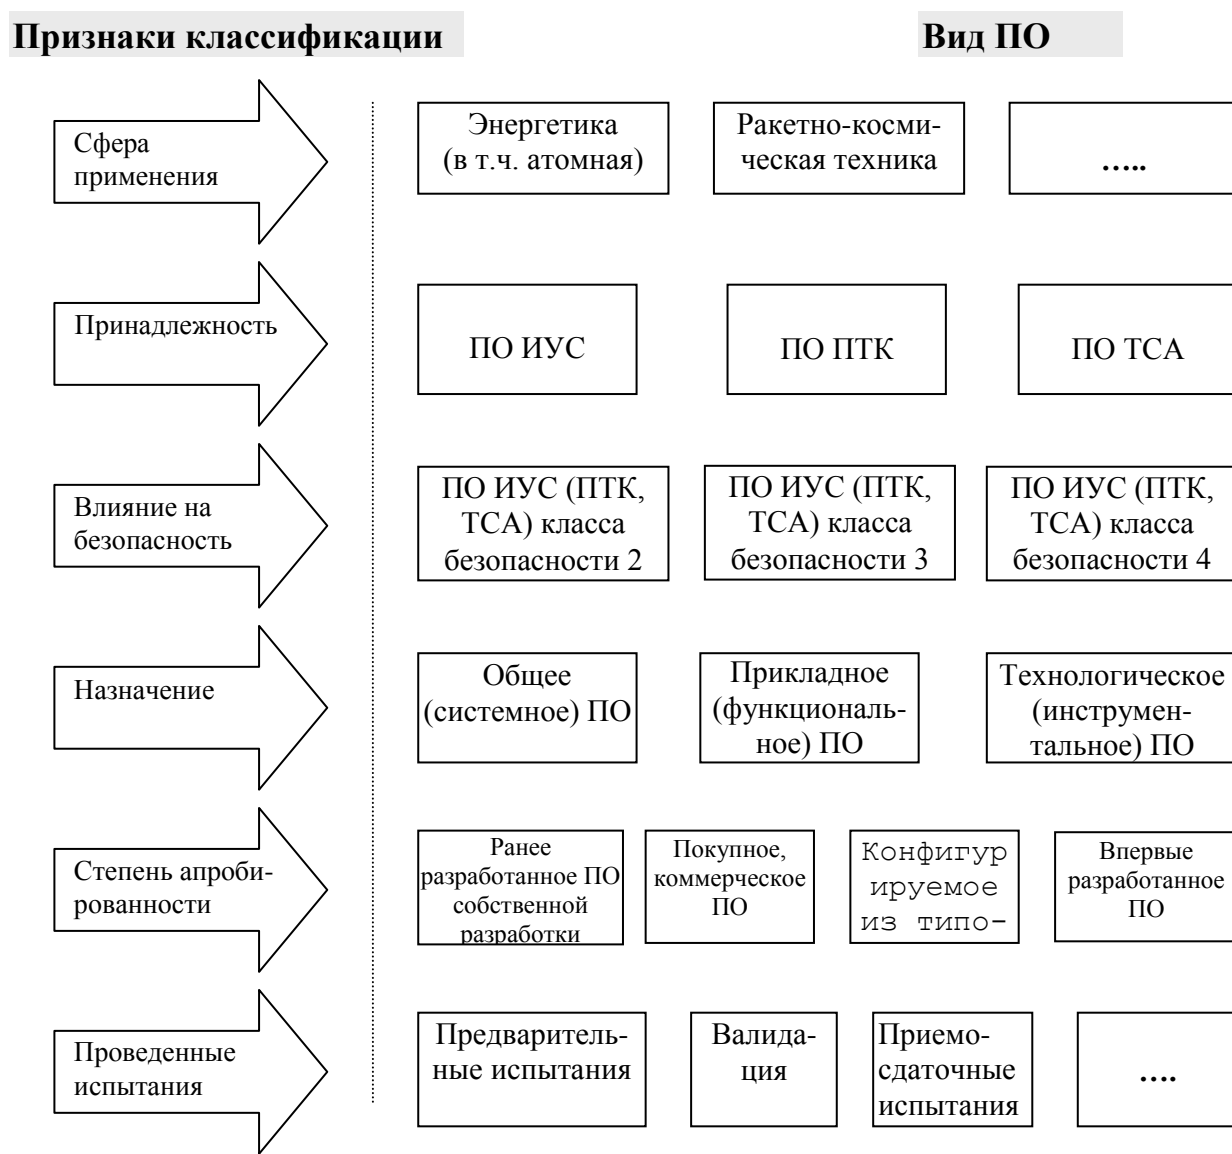 Признаки классификации
Вид ПО
Сфера
применения
Энергетика
(в т.ч. атомная)
Ракетно-косми-
ческая техника
…..
Принадлежность
ПО ИУС
ПО ПТК
ПО ТСА
Влияние на
безопасность
ПО ИУС (ПТК,
ТСА) класса
безопасности 2
ПО ИУС (ПТК,
ТСА) класса
безопасности 3
ПО ИУС (ПТК,
ТСА) класса
безопасности 4
Назначение
Общее
(системное) ПО
Прикладное
(функциональ-
ное) ПО
Технологическое
(инструмен-
тальное) ПО
Степень апроби-
рованности
Ранее
разработанное ПО
собственной
разработки
Покупное,
коммерческое
ПО
Конфигур
ируемое
из типо-
Впервые
разработанное
ПО
Проведенные
испытания
Предваритель-
ные испытания
Валида-
ция
Приемо-
сдаточные
испытания
….